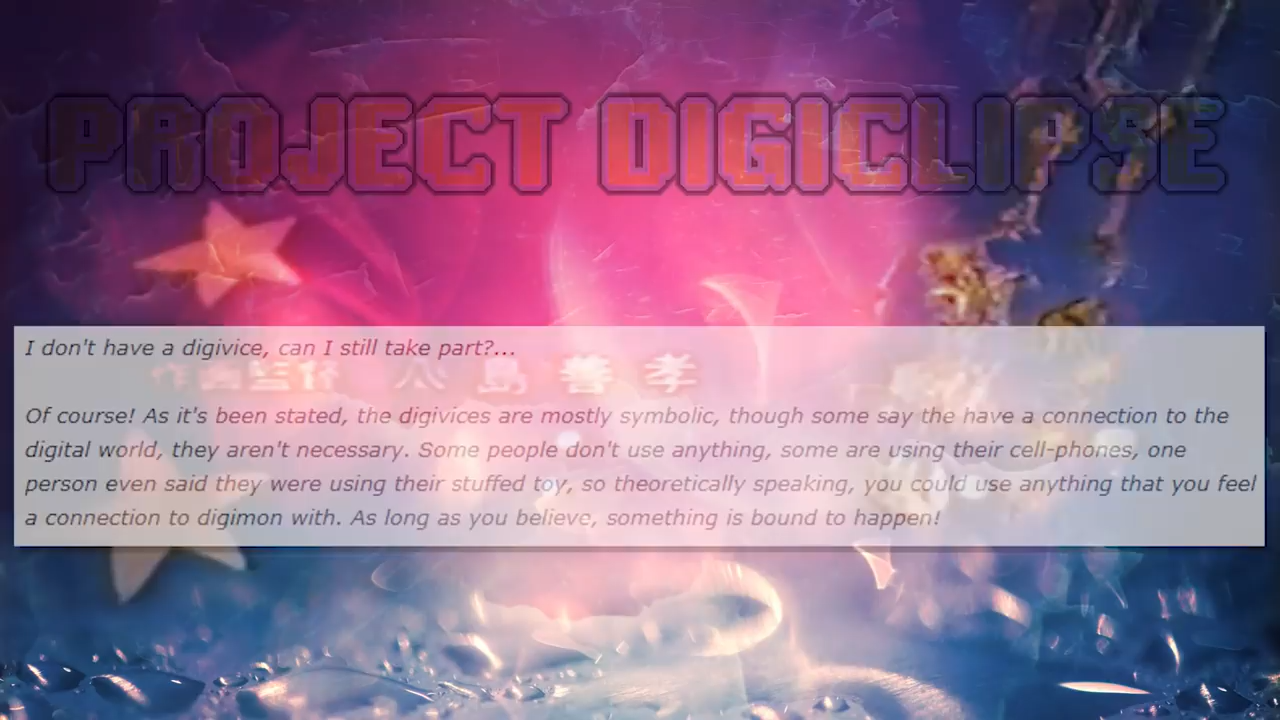 PROJECT DIGICLIPSE
I don't have a digivice, can I still take part?...
島 善 孝
Of course! As it's been stated, the digivices are mostly symbolic, though some say the have a connection to the
digital world, they aren't necessary. Some people don't use anything, some are using their cell-phones, one
person even said they were using their stuffed toy, so theoretically speaking, you could use anything that you feel
a connection to digimon with. As long as you believe, something is bound to happen!